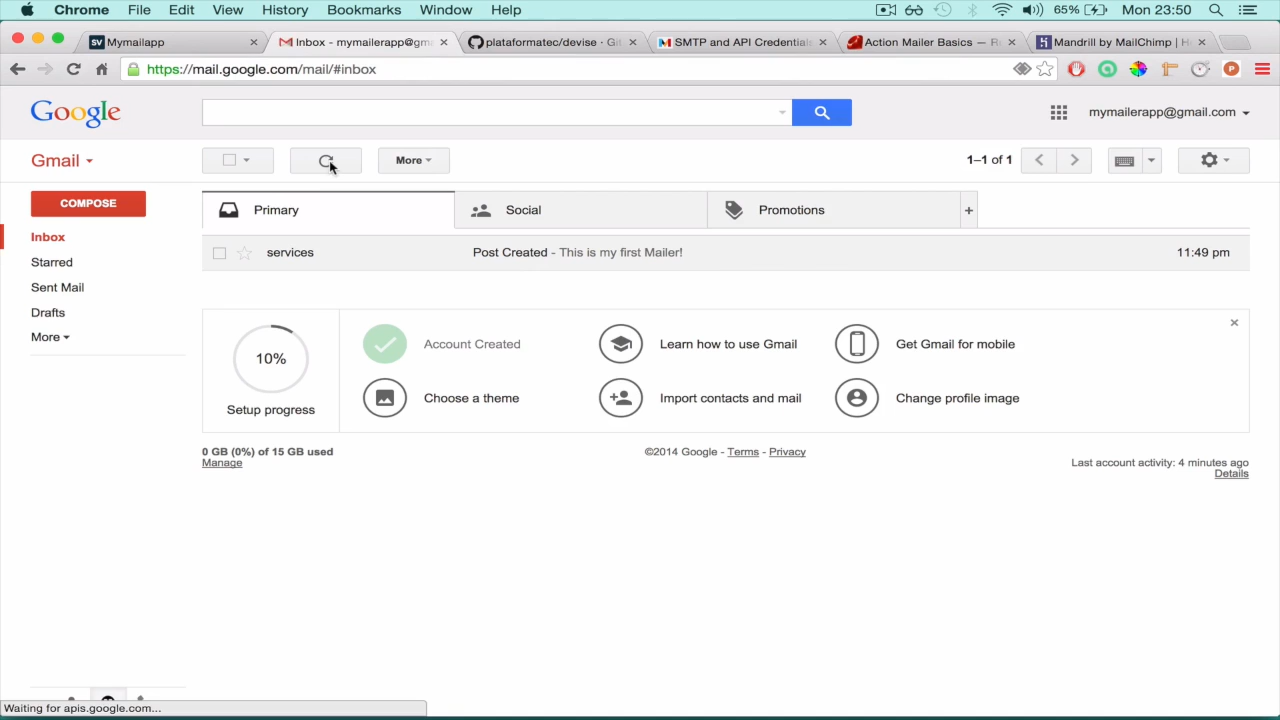 Chrome File Edit View History Bookmarks Window Help 65% Mon 23:50
Mymailapp Inbox - mymailerapp@gma plataformatec/devise · Git SMTP and API Credentials Action Mailer Basics — R Mandrill by MailChimp | He
https://mail.google.com/mail/#inbox
Google mymailerapp@gmail.com
Gmail More 1–1 of 1
COMPOSE
Primary Social Promotions +
Inbox
services Post Created - This is my first Mailer! 11:49 pm
Starred
Sent Mail
Drafts
More
10%
Setup progress
Account Created Learn how to use Gmail Get Gmail for mobile
Choose a theme Import contacts and mail Change profile image
0 GB (0%) of 15 GB used
Manage
©2014 Google - Terms - Privacy
Last account activity: 4 minutes ago
Details
Waiting for apis.google.com...